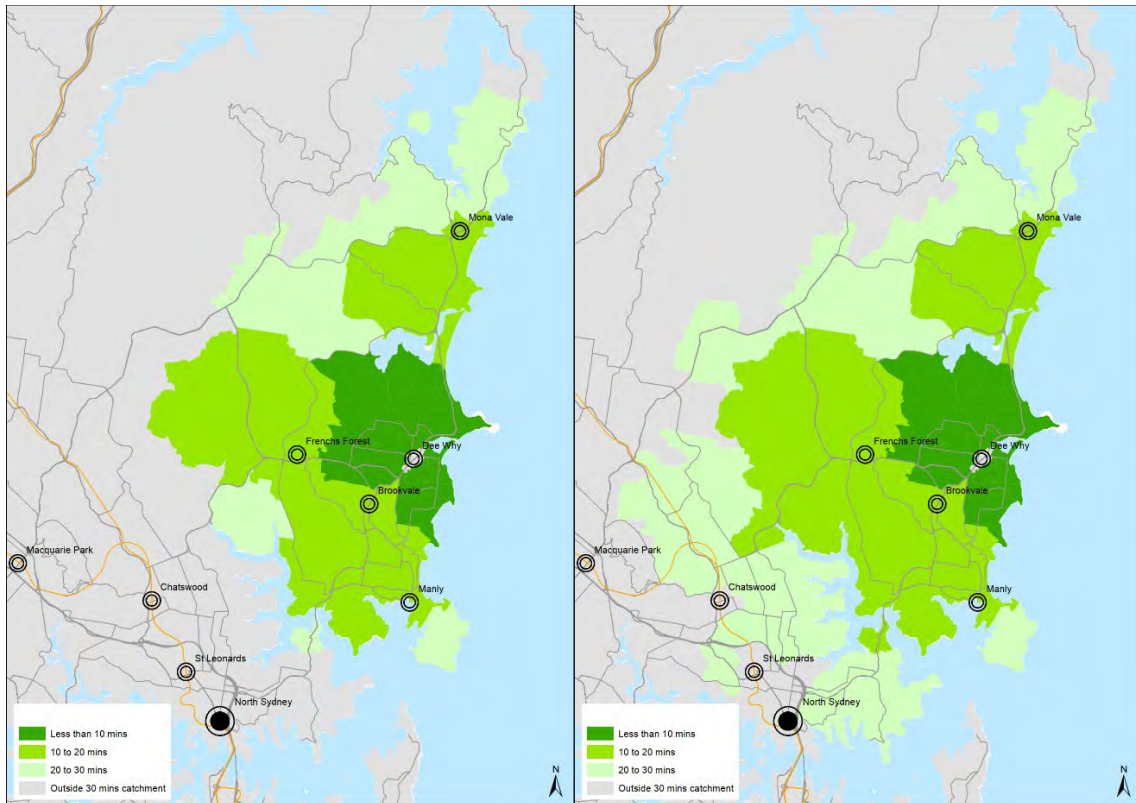 Mona Vale
Frenchs Forest
Dee Why
Brookvale
Macquarie Park
Chatswood
Manly
St Leonards
North Sydney
Less than 10 mins
10 to 20 mins
20 to 30 mins
Outside 30 mins catchment
N
Mona Vale
Frenchs Forest
Dee Why
Brookvale
Macquarie Park
Chatswood
Manly
St Leonards
North Sydney
Less than 10 mins
10 to 20 mins
20 to 30 mins
Outside 30 mins catchment
N